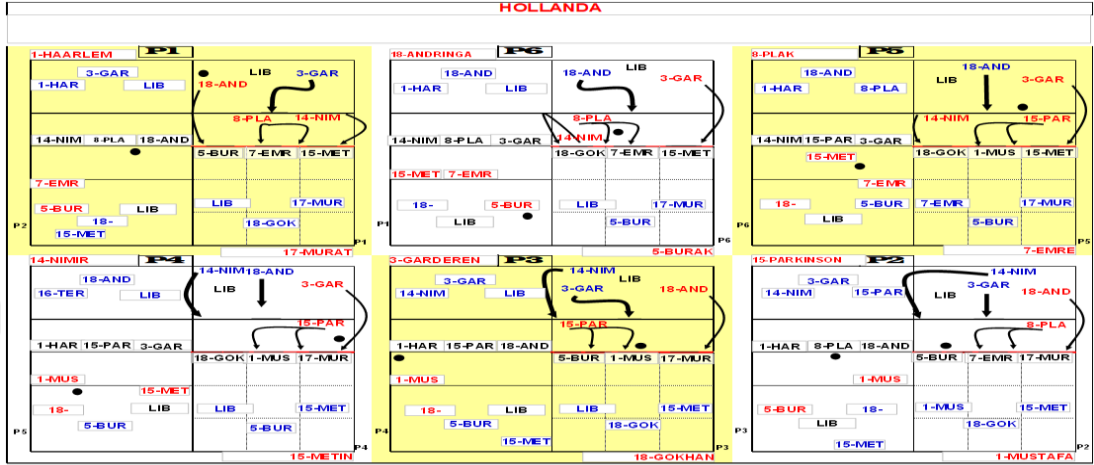 HOLLANDA
1-HAARLEM P1
3-GAR LIB 3-GAR
1-HAR LIB 18-AND
8-PLA 14-NIM
14-NIM 8-PLA 18-AND
5-BUR 7-EMR 15-MET
7-EMR
5-BUR LIB LIB 17-MUR
18- 18-GOK
P2 15-MET P1
17-MURAT
18-ANDRINGA P6
18-AND 18-AND LIB 3-GAR
1-HAR LIB
8-PLA
14-NIM 8-PLA 3-GAR 14-NIM
18-GOK 7-EMR 15-MET
15-MET 7-EMR
18- 5-BUR LIB 17-MUR
P1 LIB 5-BUR P6
5-BURAK
8-PLAK P5
18-AND 18-AND LIB 3-GAR
1-HAR 8-PLA
14-NIM 15-PAR
14-NIM 15-PAR 3-GAR
15-MET 18-GOK 1-MUS 15-MET
7-EMR
18- 5-BUR 7-EMR 17-MUR
P6 LIB 5-BUR P5
7-EMRE
14-NIMIR P4
18-AND 14-NIM 18-AND
16-TER LIB LIB 3-GAR
15-PAR
1-HAR 15-PAR 3-GAR
18-GOK 1-MUS 17-MUR
1-MUS
15-MET
18- LIB LIB 15-MET
P5 5-BUR 5-BUR P4
15-METIN
3-GARDEREN P3
14-NIM
3-GAR LIB 3-GAR 18-AND
14-NIM LIB
15-PAR
1-HAR 15-PAR 18-AND
5-BUR 1-MUS 17-MUR
1-MUS
18- LIB LIB 15-MET
5-BUR 18-GOK
P4 15-MET P3
18-GOKHAN
15-PARKINSON P2
14-NIM
3-GAR 3-GAR
14-NIM 15-PAR LIB 18-AND
8-PLA
1-HAR 8-PLA 18-AND
5-BUR 7-EMR 17-MUR
1-MUS
5-BUR 18- 1-MUS 15-MET
LIB 18-GOK
P3 15-MET P2
1-MUSTAFA